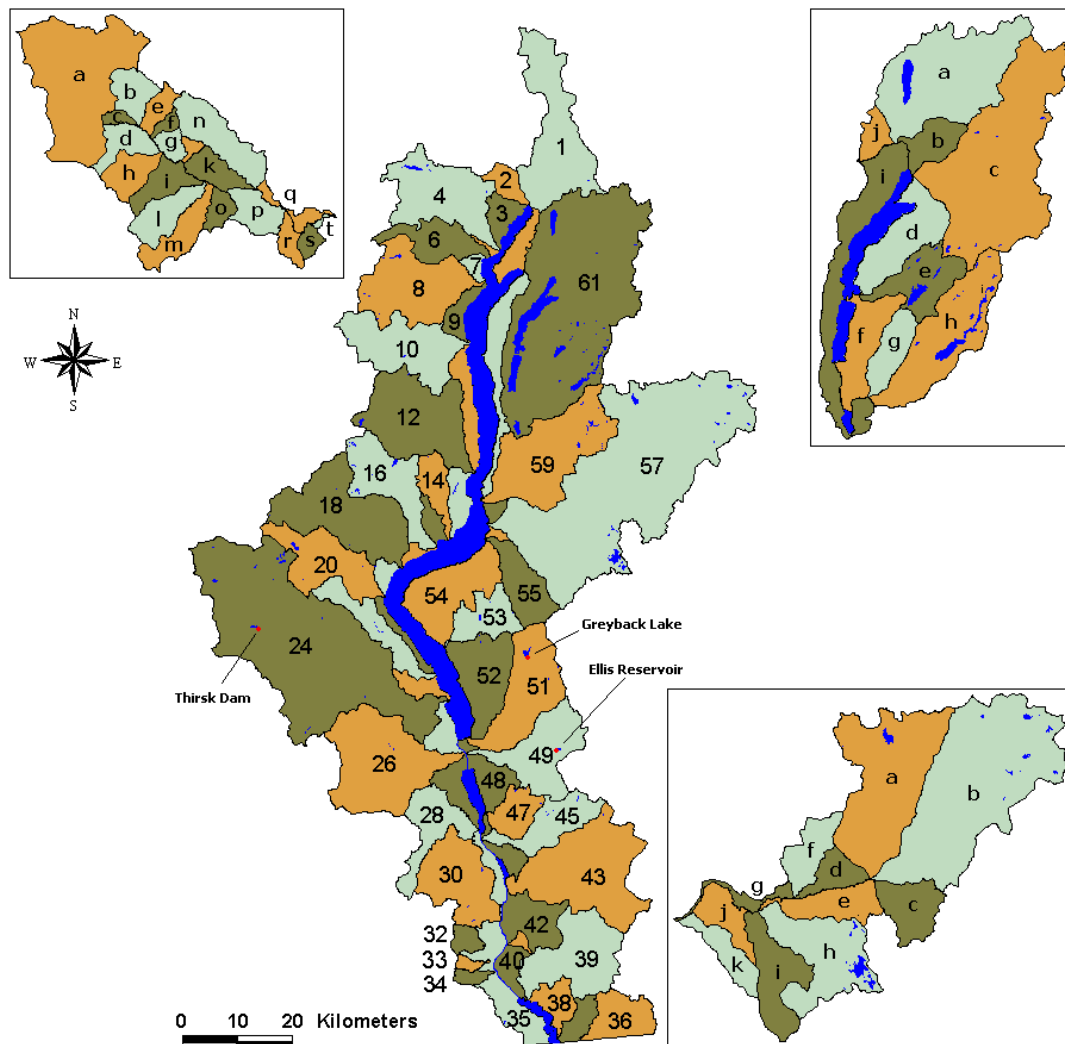 a
b
c
d
e
f
g
h
i
k
l
m
n
o
p
q
r
s
t
N
W E
S
1
2
3
4
6
7
8
9
10
12
14
16
18
20
24
26
28
30
32
33
34
35
36
38
39
40
42
43
45
47
48
49
51
52
53
54
55
57
59
61
Thirsk Dam
Greyback Lake
Ellis Reservoir
0 10 20 Kilometers
a
j
b
i
c
d
e
i
h
f
g
a
b
f
d
g
e
c
j
h
k
i